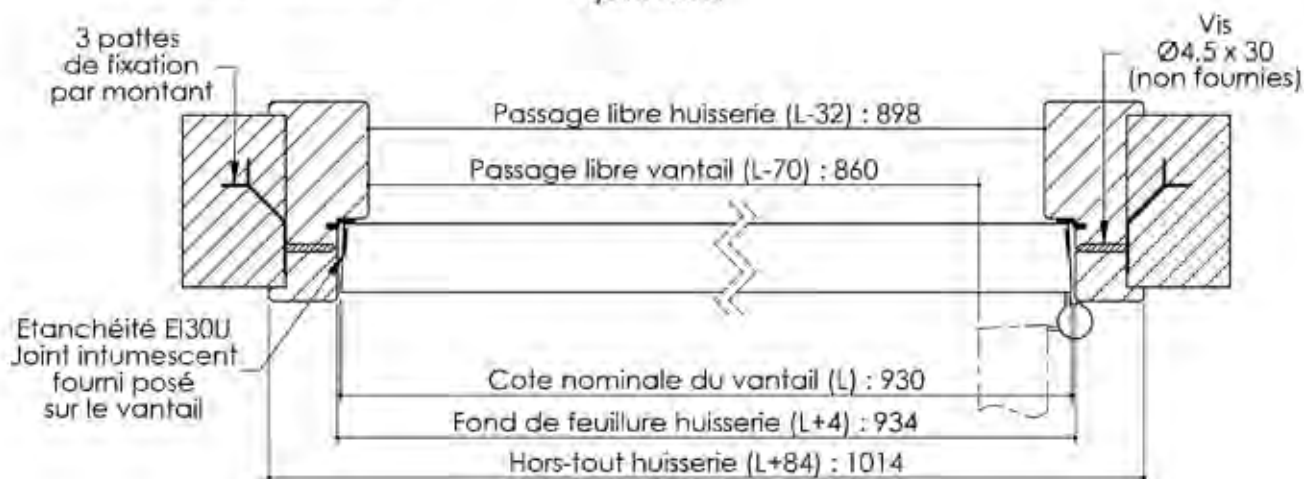 3 pattes
de fixation
par montant
Vis
Ø4.5 x 30
(non fournies)
Passage libre huisserie (L-32) : 898
Passage libre vantail (L-70) : 860
Etanchéité EI30U
Joint intumescent
fourni posé
sur le vantail
Cote nominale du vantail (L) : 930
Fond de feuillure huisserie (L+4) : 934
Hors-tout huisserie (L+84) : 1014